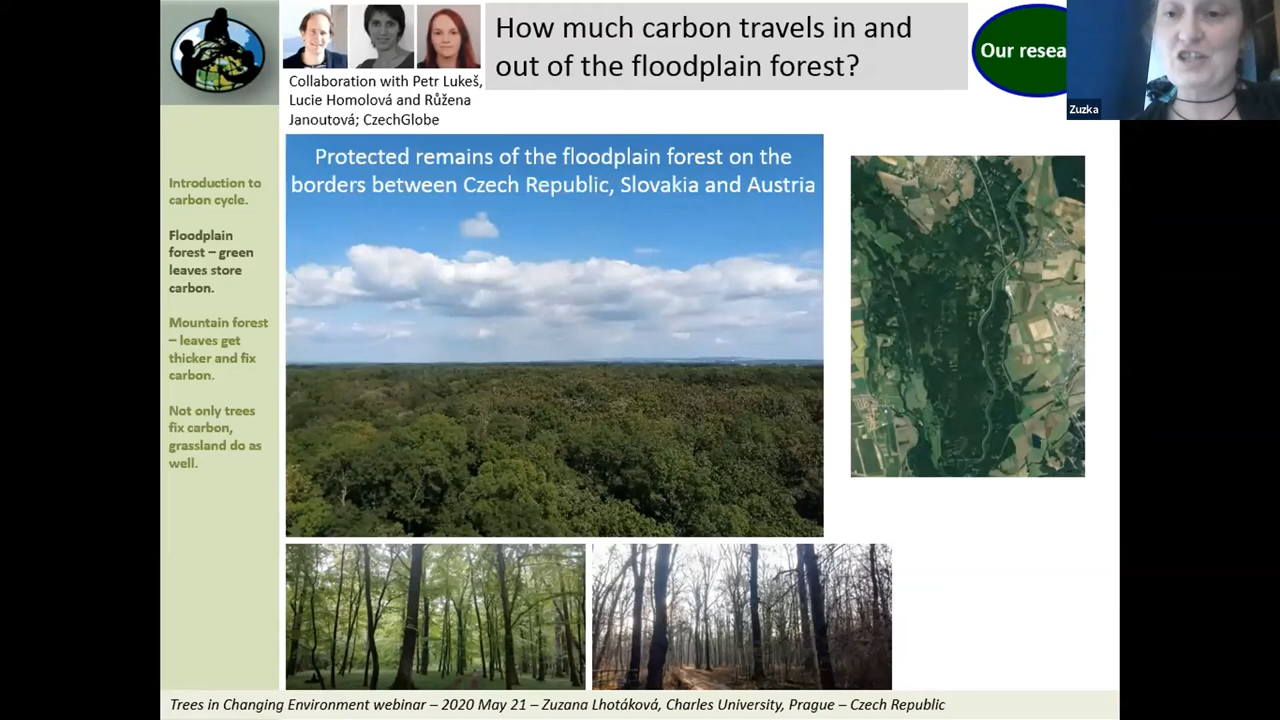 How much carbon travels in and
out of the floodplain forest?
Our resea
Zuzka
Collaboration with Petr Lukeš,
Lucie Homolová and Růžena
Janoutová; CzechGlobe
Protected remains of the floodplain forest on the
borders between Czech Republic, Slovakia and Austria
Introduction to
carbon cycle.
Floodplain
forest – green
leaves store
carbon.
Mountain forest
– leaves get
thicker and fix
carbon.
Not only trees
fix carbon,
grassland do as
well.
Trees in Changing Environment webinar – 2020 May 21 – Zuzana Lhotáková, Charles University, Prague – Czech Republic